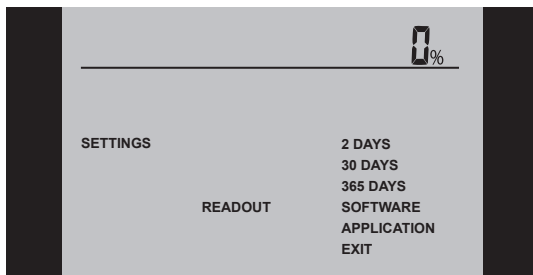 0%
SETTINGS 2 DAYS
30 DAYS
365 DAYS
READOUT SOFTWARE
APPLICATION
EXIT